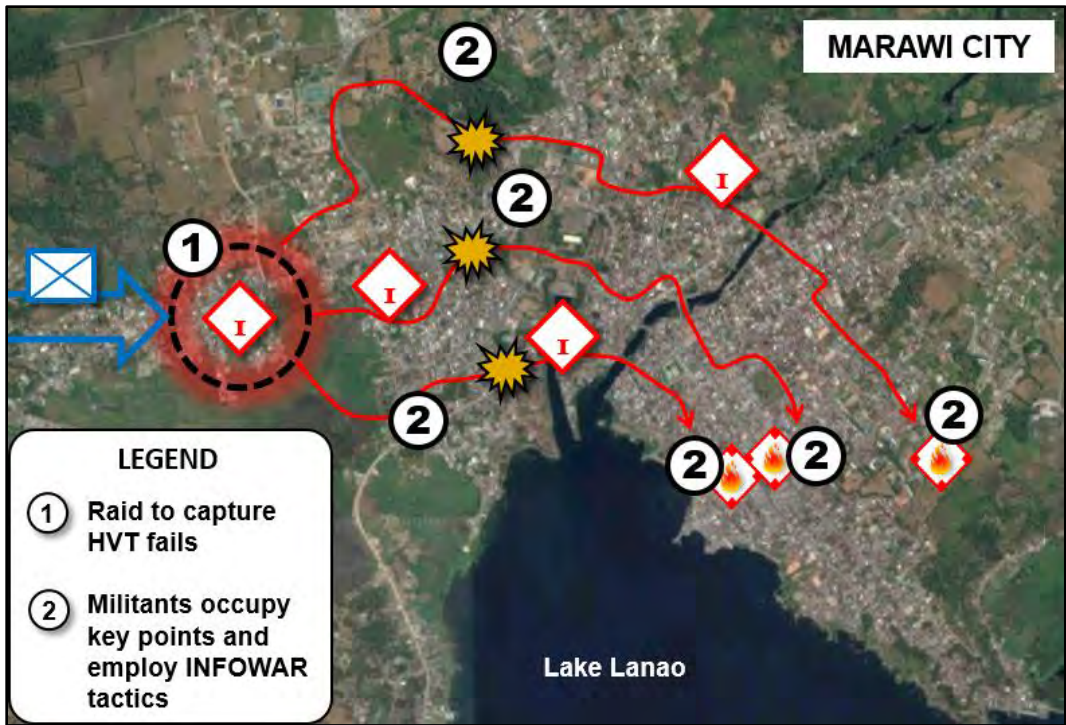 MARAWI CITY
2
2
1
I
I
I
I
2
2
2
2
LEGEND
1 Raid to capture
HVT fails
2 Militants occupy
key points and
employ INFOWAR
tactics
Lake Lanao